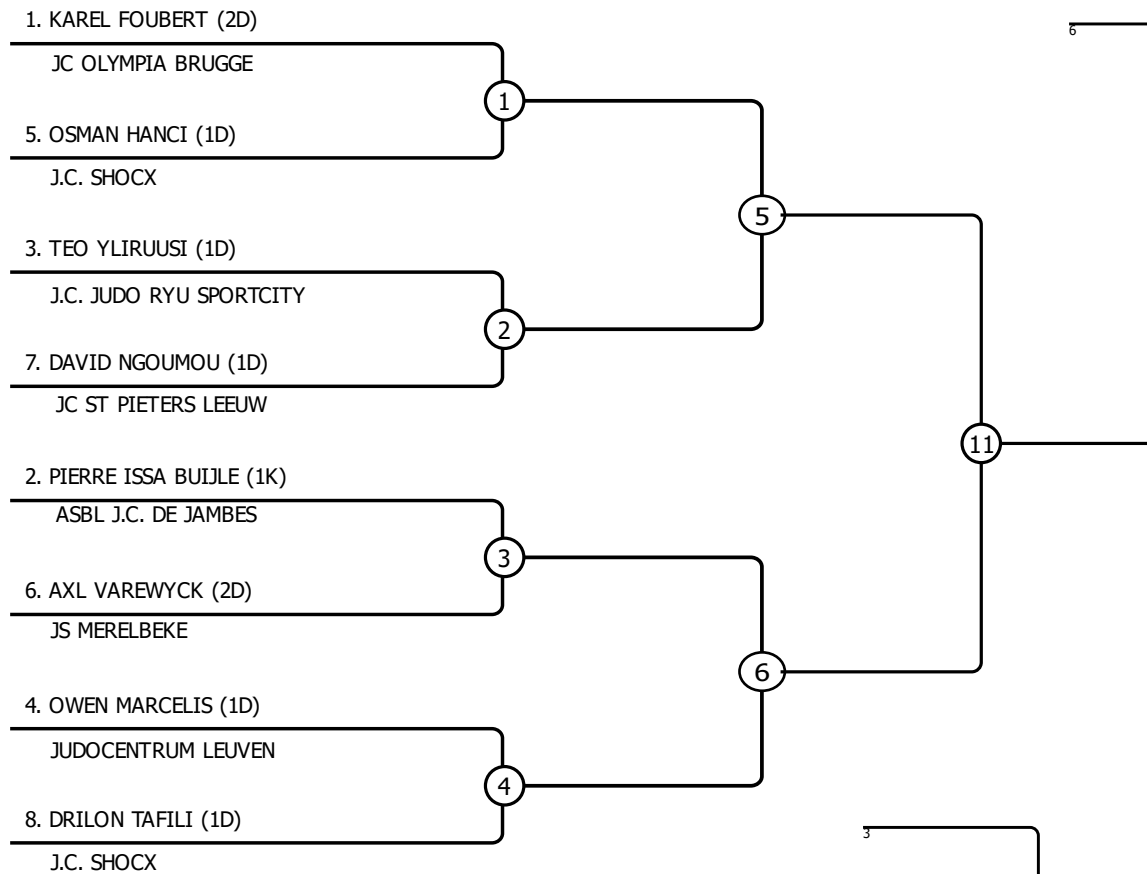 1. KAREL FOUBERT (2D)
6
JC OLYMPIA BRUGGE
1
5. OSMAN HANCI (1D)
J.C. SHOCX
5
3. TEO YLIRUUSI (1D)
J.C. JUDO RYU SPORTCITY
2
7. DAVID NGOUMOU (1D)
JC ST PIETERS LEEUW
11
2. PIERRE ISSA BUIJLE (1K)
ASBL J.C. DE JAMBES
3
6. AXL VAREWYCK (2D)
JS MERELBEKE
6
4. OWEN MARCELIS (1D)
JUDOCENTRUM LEUVEN
4
8. DRILON TAFILI (1D)
3
J.C. SHOCX